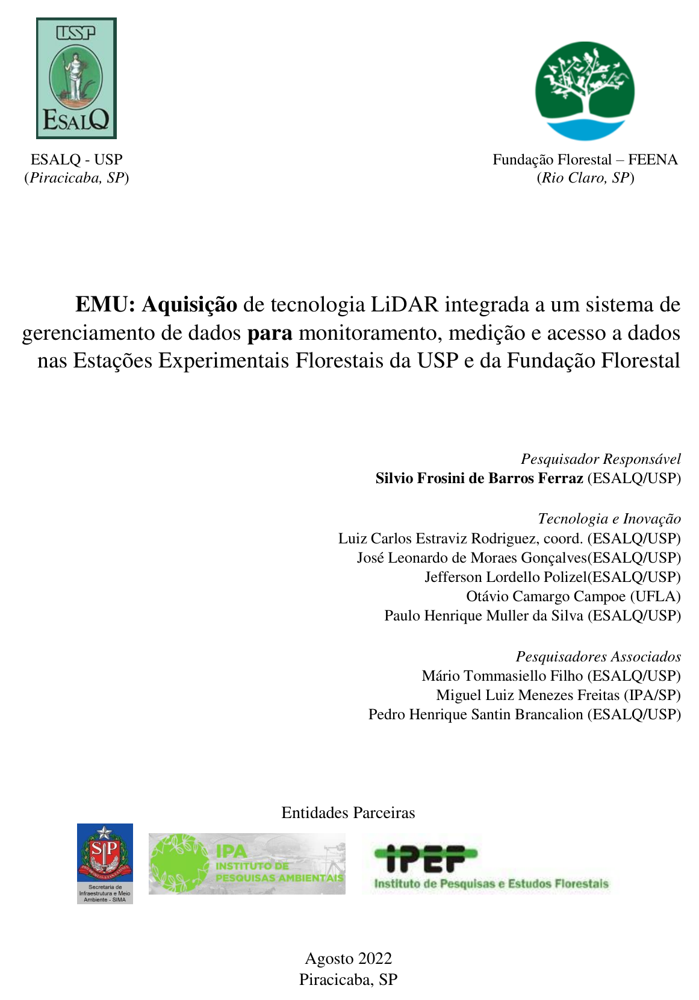 USP
ESALQ
ESALQ - USP
(Piracicaba, SP)
Fundação Florestal – FEENA
(Rio Claro, SP)
EMU: Aquisição de tecnologia LiDAR integrada a um sistema de
gerenciamento de dados para monitoramento, medição e acesso a dados
nas Estações Experimentais Florestais da USP e da Fundação Florestal
Pesquisador Responsável
Silvio Frosini de Barros Ferraz (ESALQ/USP)
Tecnologia e Inovação
Luiz Carlos Estraviz Rodriguez, coord. (ESALQ/USP)
José Leonardo de Moraes Gonçalves(ESALQ/USP)
Jefferson Lordello Polizel(ESALQ/USP)
Otávio Camargo Campoe (UFLA)
Paulo Henrique Muller da Silva (ESALQ/USP)
Pesquisadores Associados
Mário Tommasiello Filho (ESALQ/USP)
Miguel Luiz Menezes Freitas (IPA/SP)
Pedro Henrique Santin Brancalion (ESALQ/USP)
Entidades Parceiras
SP
Secretaria de
Infraestrutura e Meio
Ambiente - SIMA
IPA
INSTITUTO DE
PESQUISAS AMBIENTAIS
IPEF
Instituto de Pesquisas e Estudos Florestais
Agosto 2022
Piracicaba, SP